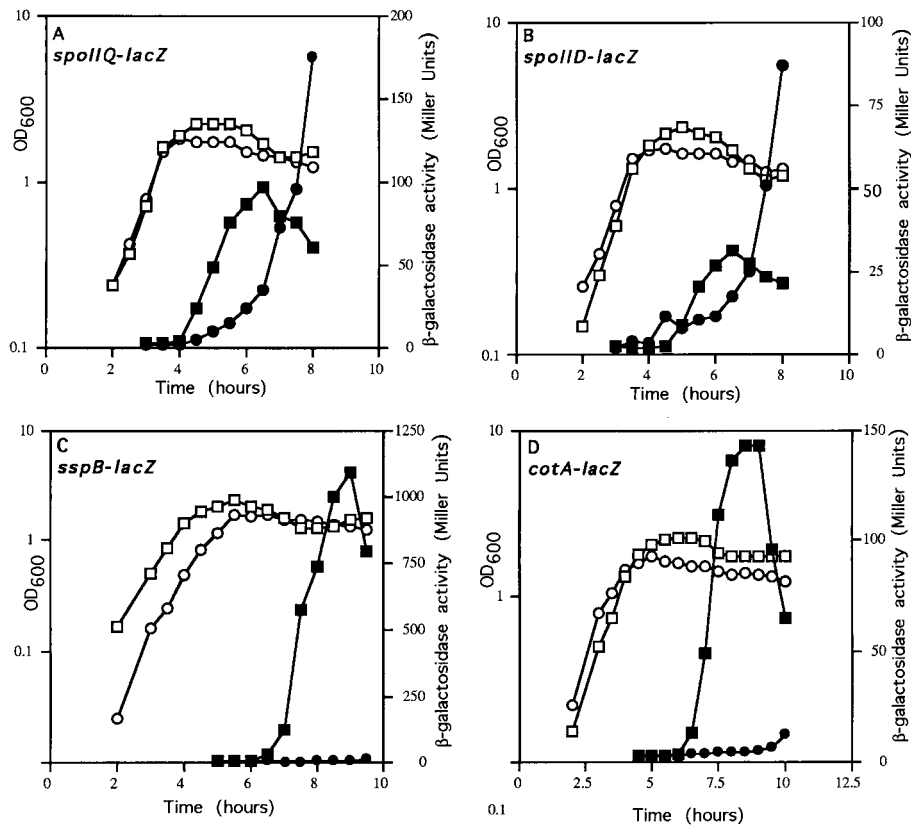 A
spoIIQ-lacZ
10
1
0.1
OD600
200
150
100
50
0
β-galactosidase activity (Miller Units)
0 2 4 6 8 10
Time (hours)
B
spoIID-lacZ
10
1
0.1
OD600
100
75
50
25
0
β-galactosidase activity (Miller Units)
0 2 4 6 8 10
Time (hours)
C
sspB-lacZ
10
1
0.1
OD600
1250
1000
750
500
250
0
β-galactosidase activity (Miller Units)
0 2 4 6 8 10
Time (hours)
D
cotA-lacZ
10
1
0.1
OD600
150
100
50
0
β-galactosidase activity (Miller Units)
0 2.5 5 7.5 10 12.5
Time (hours)